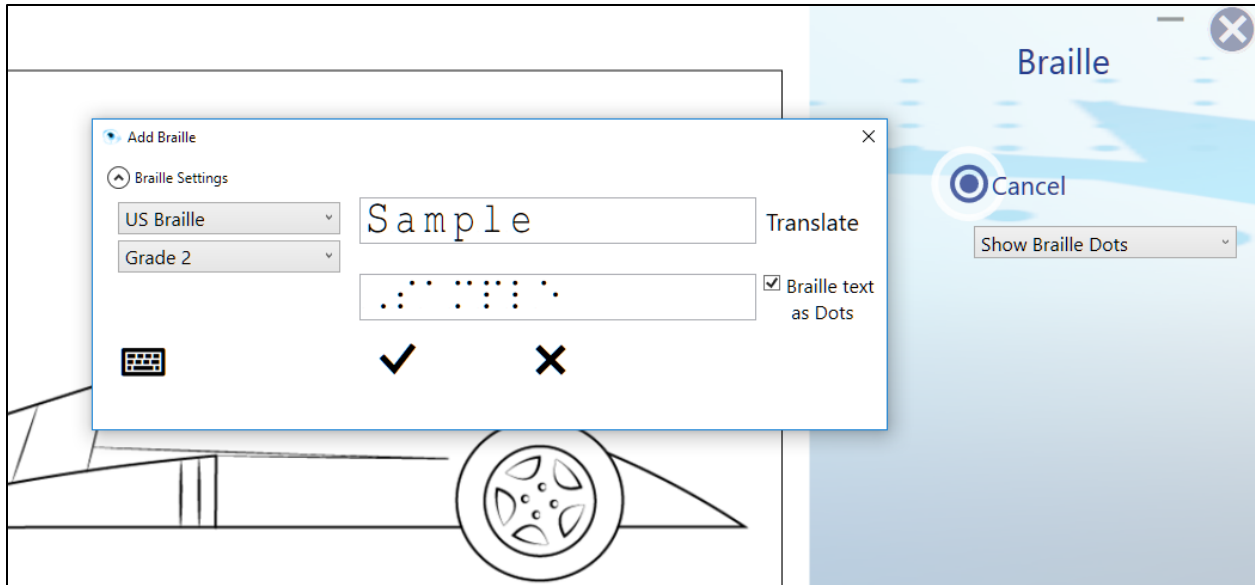 Braille
Add Braille
Braille Settings
Cancel
US Braille
Sample
Translate
Show Braille Dots
Grade 2
⠠⠎⠁⠍⠏⠇⠑
Braille text
as Dots